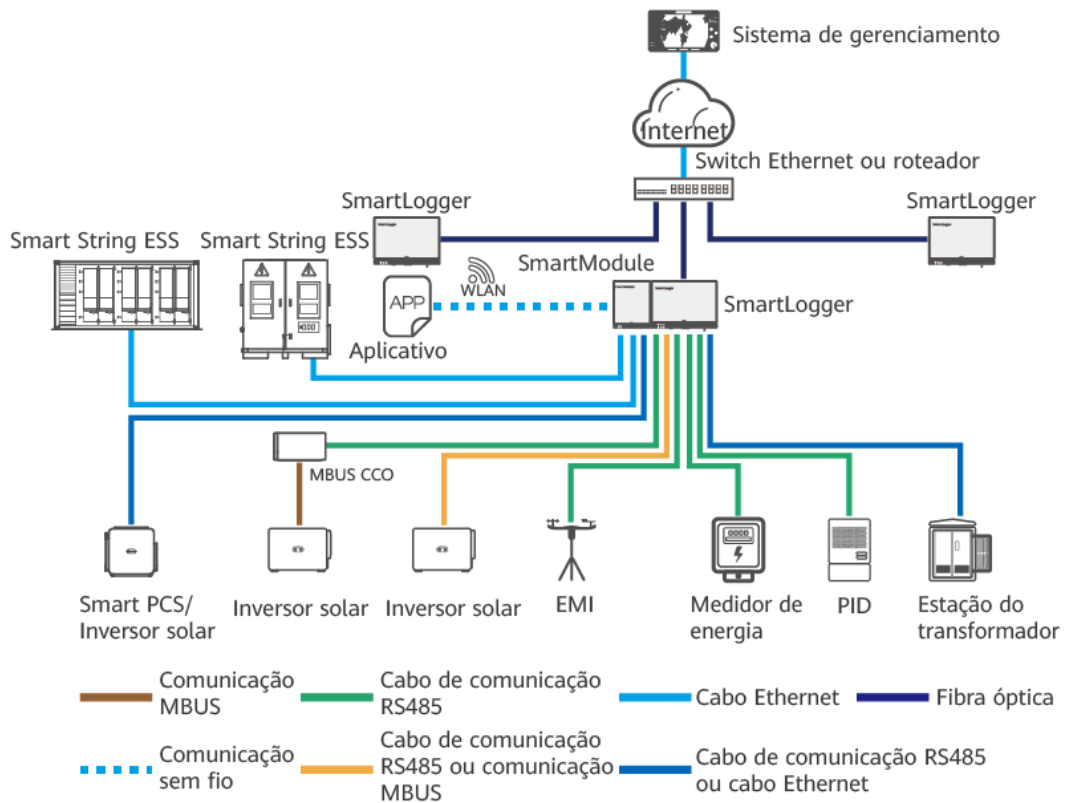 Sistema de gerenciamento
Internet
Switch Ethernet ou roteador
SmartLogger
SmartLogger
Smart String ESS
Smart String ESS
SmartModule
WLAN
APP
SmartLogger
Aplicativo
MBUS CCO
Smart PCS/
Inversor solar
Inversor solar
Inversor solar
EMI
Medidor de
energia
PID
Estação do
transformador
Comunicação
MBUS
Cabo de comunicação
RS485
Cabo Ethernet
Fibra óptica
Comunicação
sem fio
Cabo de comunicação
RS485 ou comunicação
MBUS
Cabo de comunicação RS485
ou cabo Ethernet